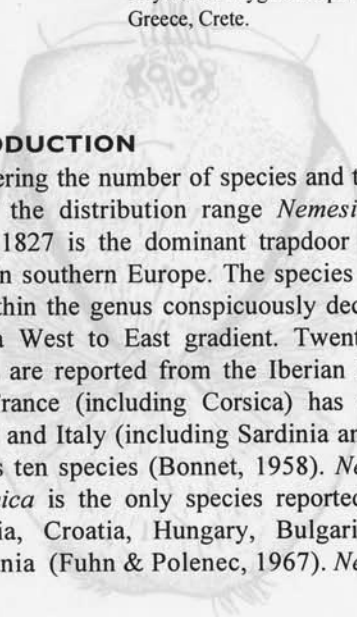 Greece, Crete.
ODUCTION
ering the number of species and t
the distribution range Nemesi
1827 is the dominant trapdoor
n southern Europe. The species
thin the genus conspicuously dec
a West to East gradient. Twent
are reported from the Iberian
France (including Corsica) has
and Italy (including Sardinia an
s ten species (Bonnet, 1958). Ne
nica is the only species reported
ia, Croatia, Hungary, Bulgari
nia (Fuhn & Polenec, 1967). Ne